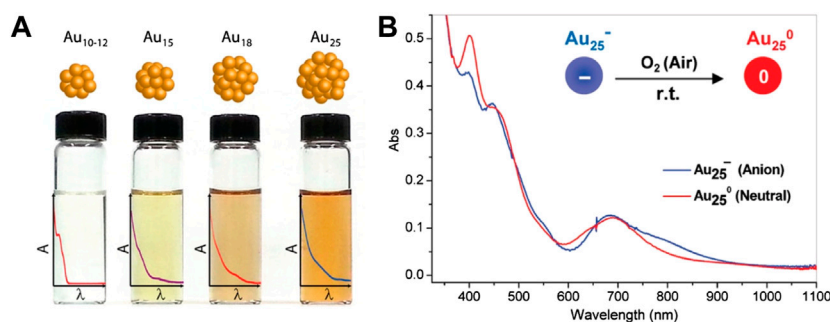 A
Au10-12 Au15 Au18 Au25
A λ A λ A λ A λ
B
Au25⁻ O2 (Air) Au25⁰
– r.t. 0
Abs
0.5
0.4
0.3
0.2
0.1
0.0
Au25⁻ (Anion)
Au25⁰ (Neutral)
400 500 600 700 800 900 1000 1100
Wavelength (nm)